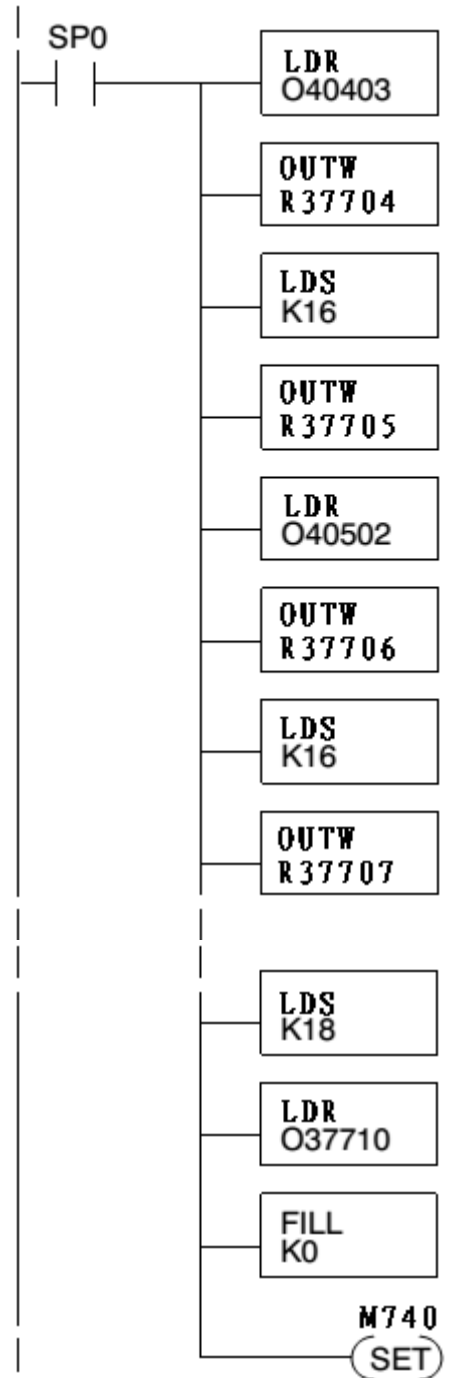 SP0
LDR
O40403
OUTW
R37704
LDS
K16
OUTW
R37705
LDR
O40502
OUTW
R37706
LDS
K16
OUTW
R37707
LDS
K18
LDR
O37710
FILL
K0
M740
SET